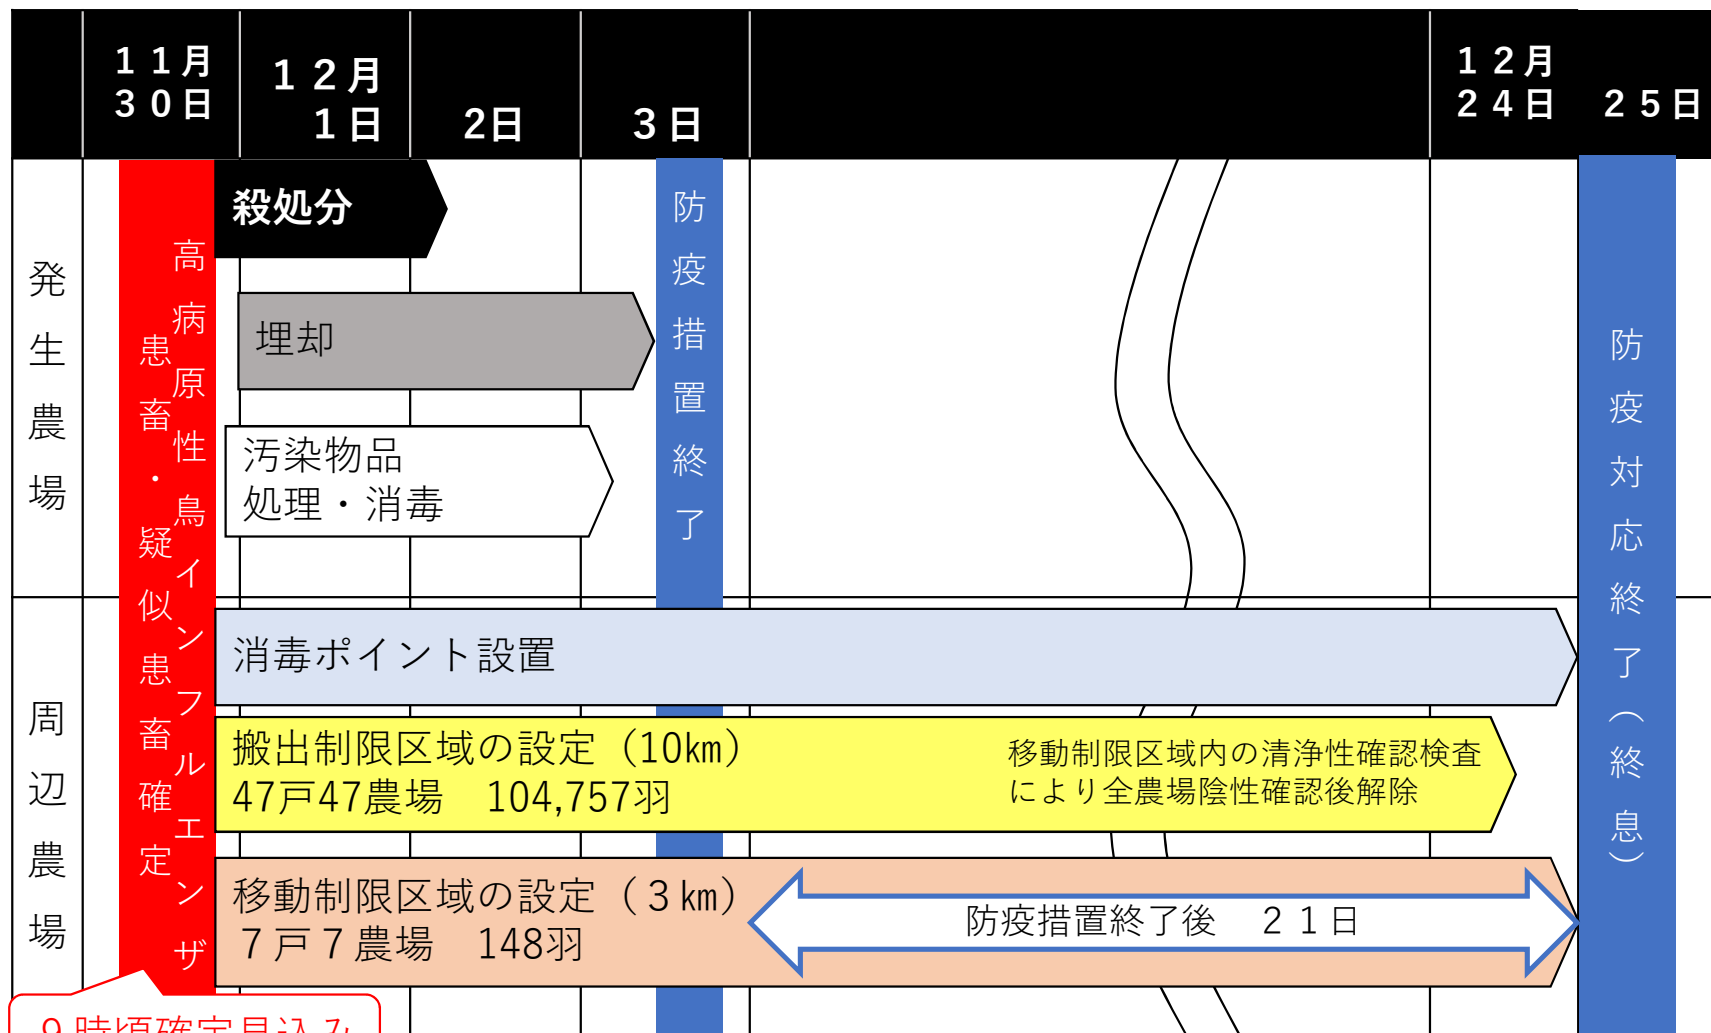 １１月
３０日
１２月
１日
2日
３日
１２月
２４日
２５日
発生農場
高病原性鳥インフルエンザ
患畜・疑似患畜確定
殺処分
埋却
汚染物品
処理・消毒
防疫措置終了
防疫対応終了（終息）
周辺農場
消毒ポイント設置
搬出制限区域の設定（10㎞）
47戸47農場　104,757羽
移動制限区域内の清浄性確認検査
により全農場陰性確認後解除
移動制限区域の設定（３㎞）
７戸７農場　148羽
防疫措置終了後　２１日
９時頃確定見込み